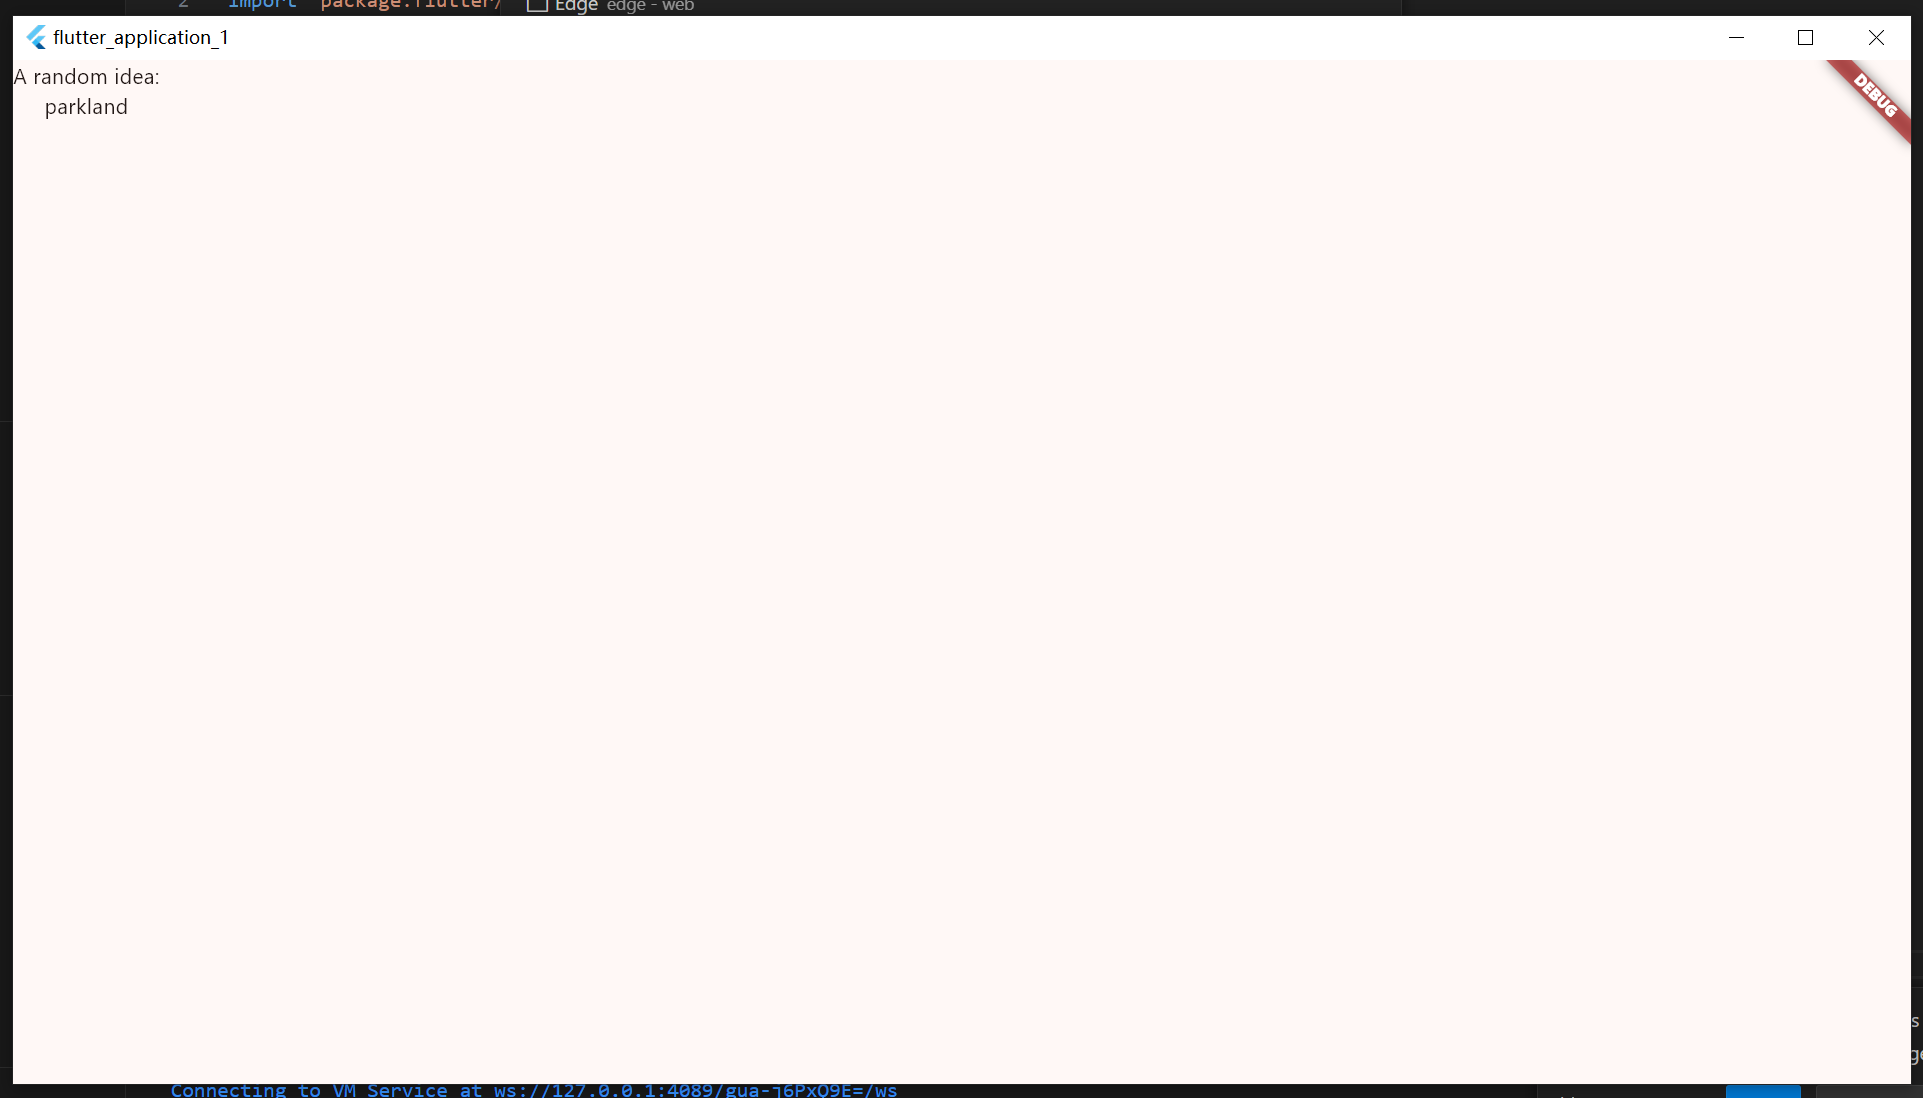 2 import 'package:flutter/
Edge edge - web
flutter_application_1
A random idea:
parkland
DEBUG
Connecting to VM Service at ws://127.0.0.1:4089/gua-j6PxQ9E=/ws